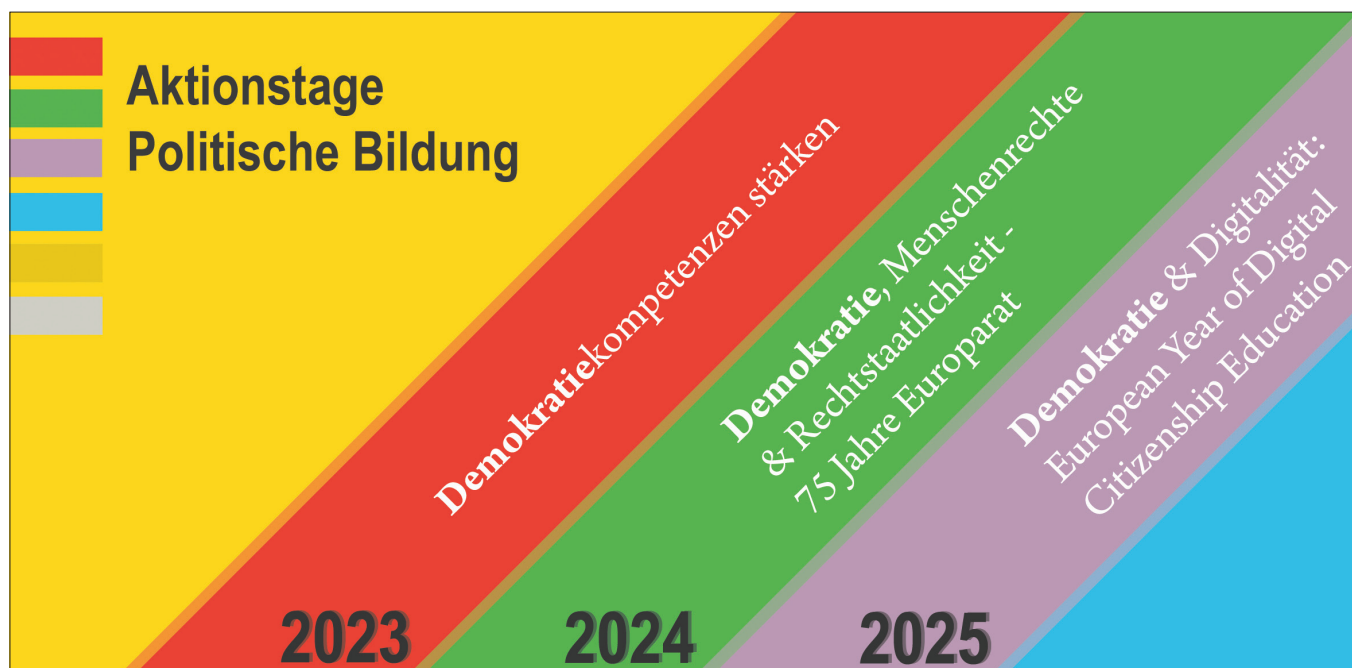 Aktionstage
Politische Bildung
Demokratiekompetenzen stärken
Demokratie, Menschenrechte
& Rechtstaatlichkeit -
75 Jahre Europarat
Demokratie & Digitalität:
European Year of Digital
Citizenship Education
2023
2024
2025